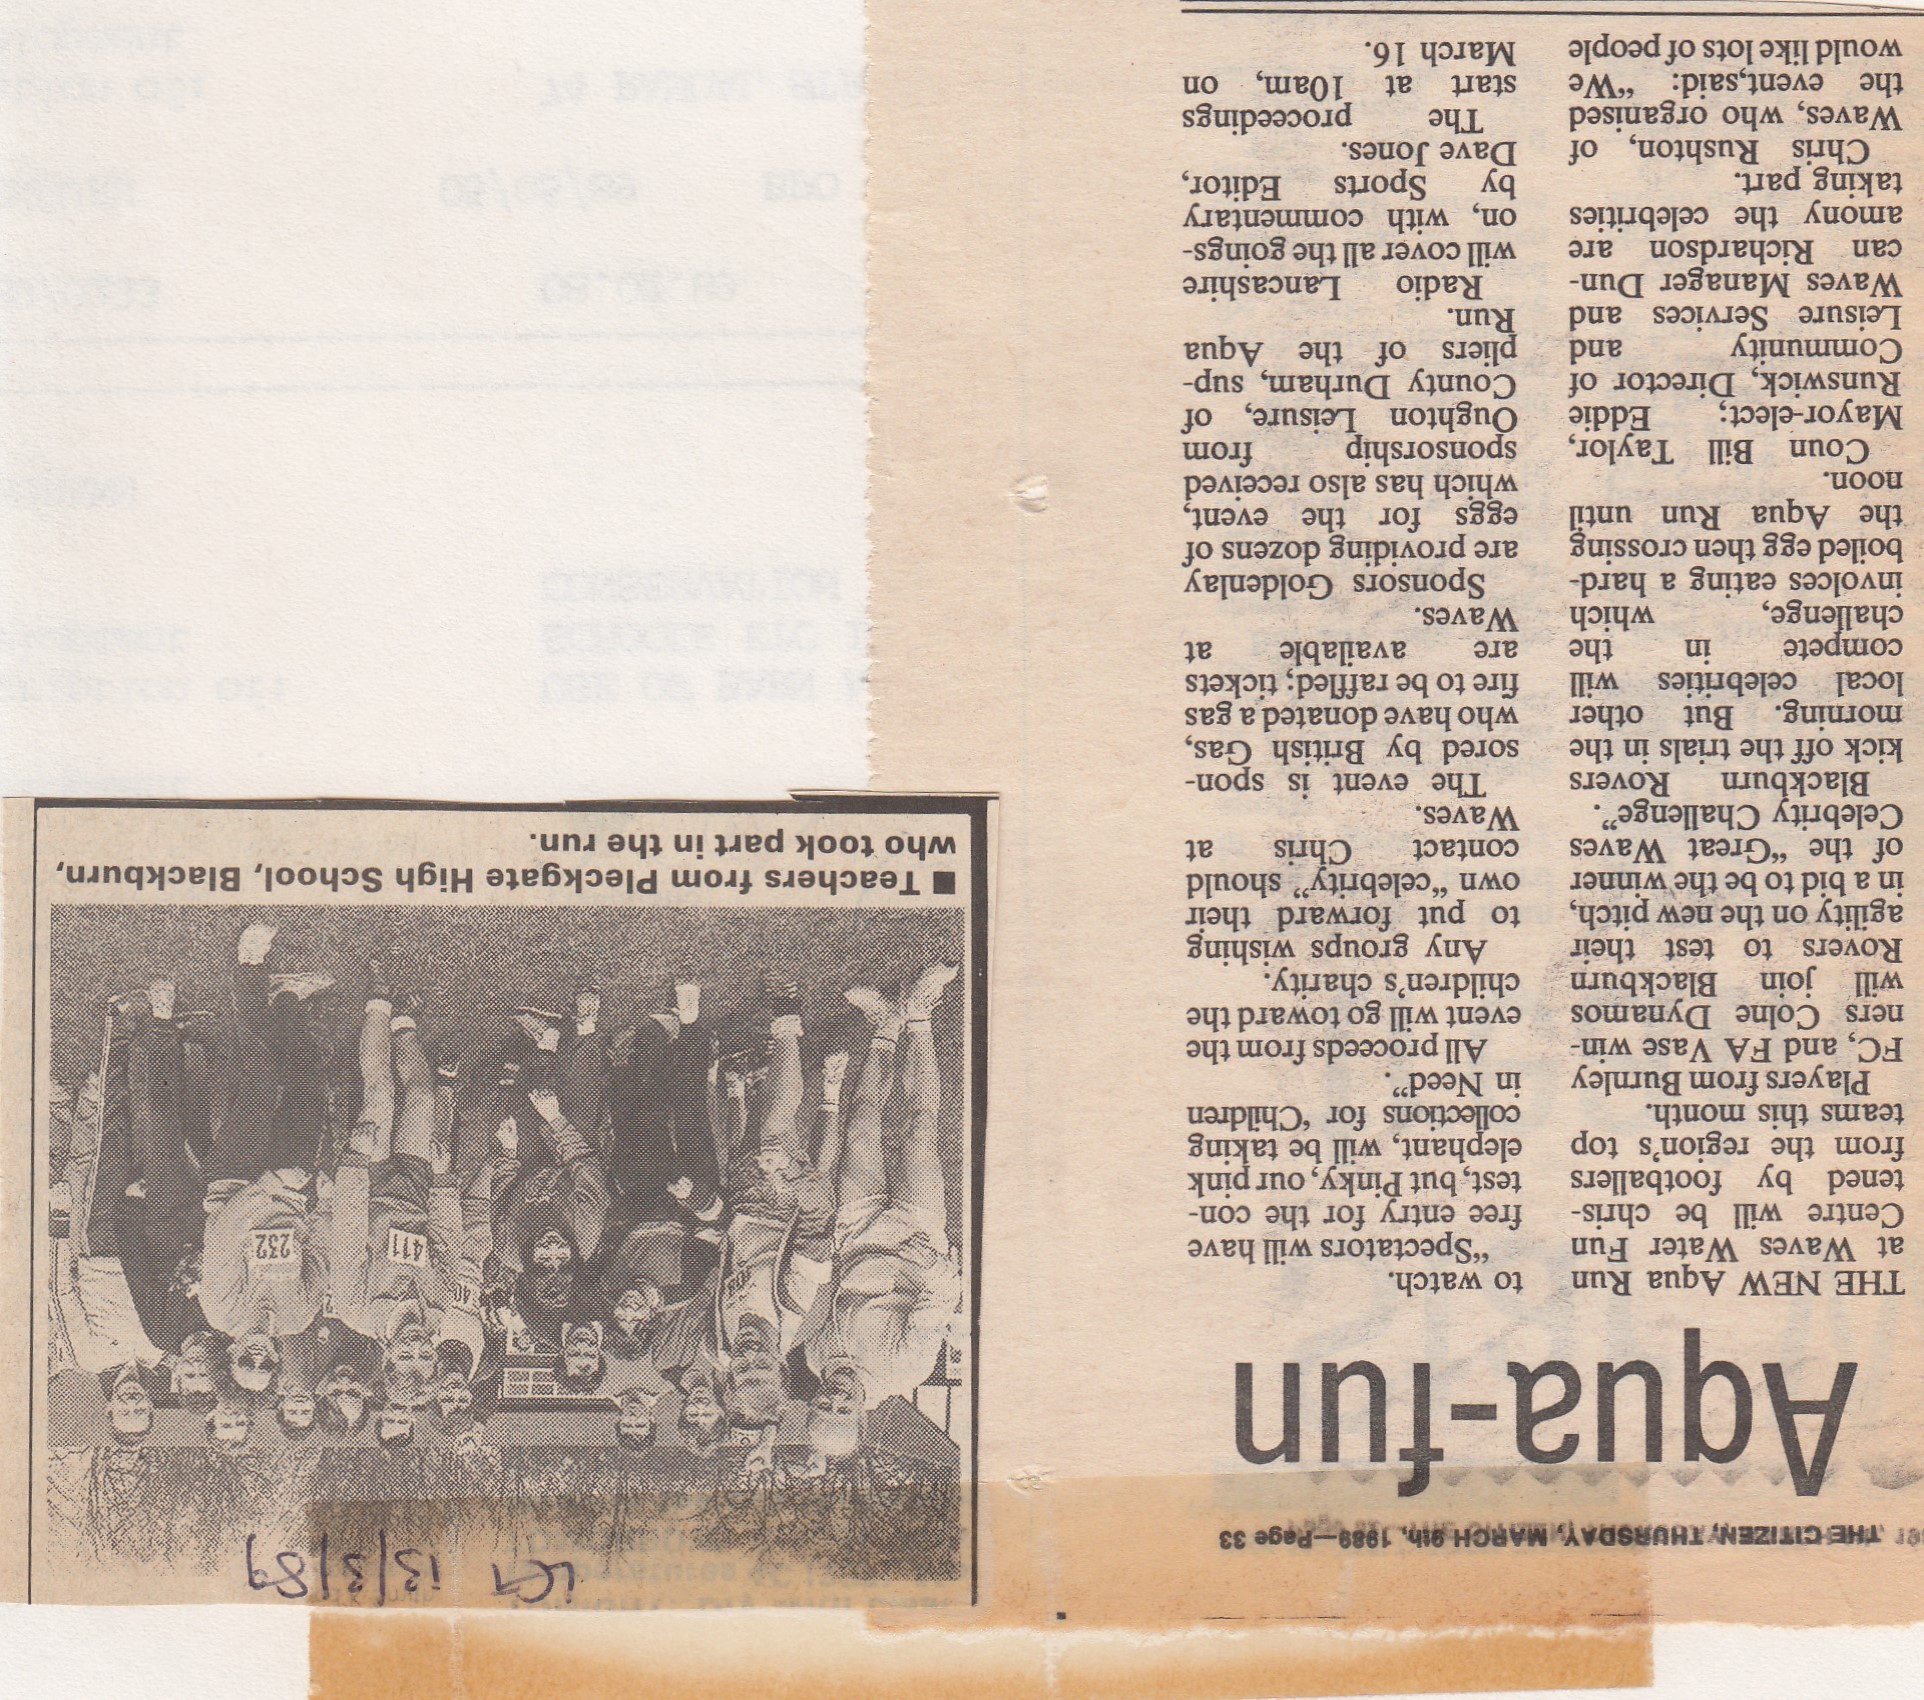 THE CITIZEN, THURSDAY, MARCH 9th, 1989—Page 33
Aqua-fun
THE NEW Aqua Run
at Waves Water Fun
Centre will be chris-
tened by footballers
from the region's top
teams this month.
Players from Burnley
FC, and FA Vase win-
ners Colne Dynamos
will join Blackburn
Rovers to test their
agility on the new pitch,
in a bid to be the winner
of the "Great Waves
Celebrity Challenge".
Blackburn Rovers
kick off the trials in the
morning. But other
local celebrities will
compete in the
challenge, which
invoices eating a hard-
boiled egg then crossing
the Aqua Run until
noon.
Coun Bill Taylor,
Mayor-elect; Eddie
Runswick, Director of
Community and
Leisure Services and
Waves Manager Dun-
can Richardson are
amony the celebrities
taking part.
Chris Rushton, of
Waves, who organised
the event,said: "We
would like lots of people
to watch.
"Spectators will have
free entry for the con-
test, but Pinky, our pink
elephant, will be taking
collections for 'Children
in Need".
All proceeds from the
event will go toward the
children's charity.
Any groups wishing
to put forward their
own "celebrity" should
contact Chris at
Waves.
The event is spon-
sored by British Gas,
who have donated a gas
fire to be raffled; tickets
are available at
Waves.
Sponsors Goldenlay
are providing dozens of
eggs for the event,
which has also received
sponsorship from
Oughton Leisure, of
County Durham, sup-
pliers of the Aqua
Run.
Radio Lancashire
will cover all the goings-
on, with commentary
by Sports Editor,
Dave Jones.
The proceedings
start at 10am, on
March 16.
LET 13/3/89
232
411
40
■ Teachers from Pleckgate High School, Blackburn,
who took part in the run.